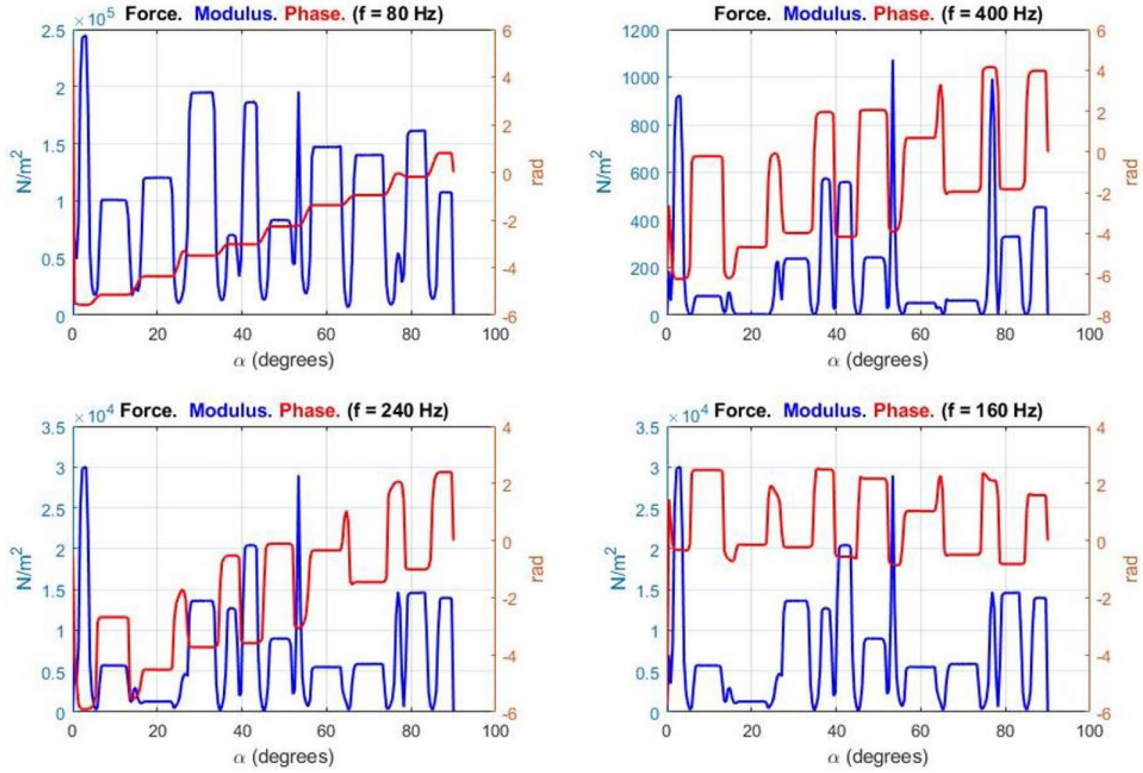 Force. Modulus. Phase. (f = 80 Hz)
×10⁵
2.5
2
1.5
1
0.5
0
N/m²
6
4
2
0
-2
-4
-6
rad
0 20 40 60 80 100
α (degrees)
Force. Modulus. Phase. (f = 400 Hz)
1200
1000
800
600
400
200
0
N/m²
6
4
2
0
-2
-4
-6
-8
rad
0 20 40 60 80 100
α (degrees)
×10⁴ Force. Modulus. Phase. (f = 240 Hz)
3.5
3
2.5
2
1.5
1
0.5
0
N/m²
4
2
0
-2
-4
-6
rad
0 20 40 60 80 100
α (degrees)
×10⁴ Force. Modulus. Phase. (f = 160 Hz)
3.5
3
2.5
2
1.5
1
0.5
0
N/m²
4
2
0
-2
-4
-6
rad
0 20 40 60 80 100
α (degrees)